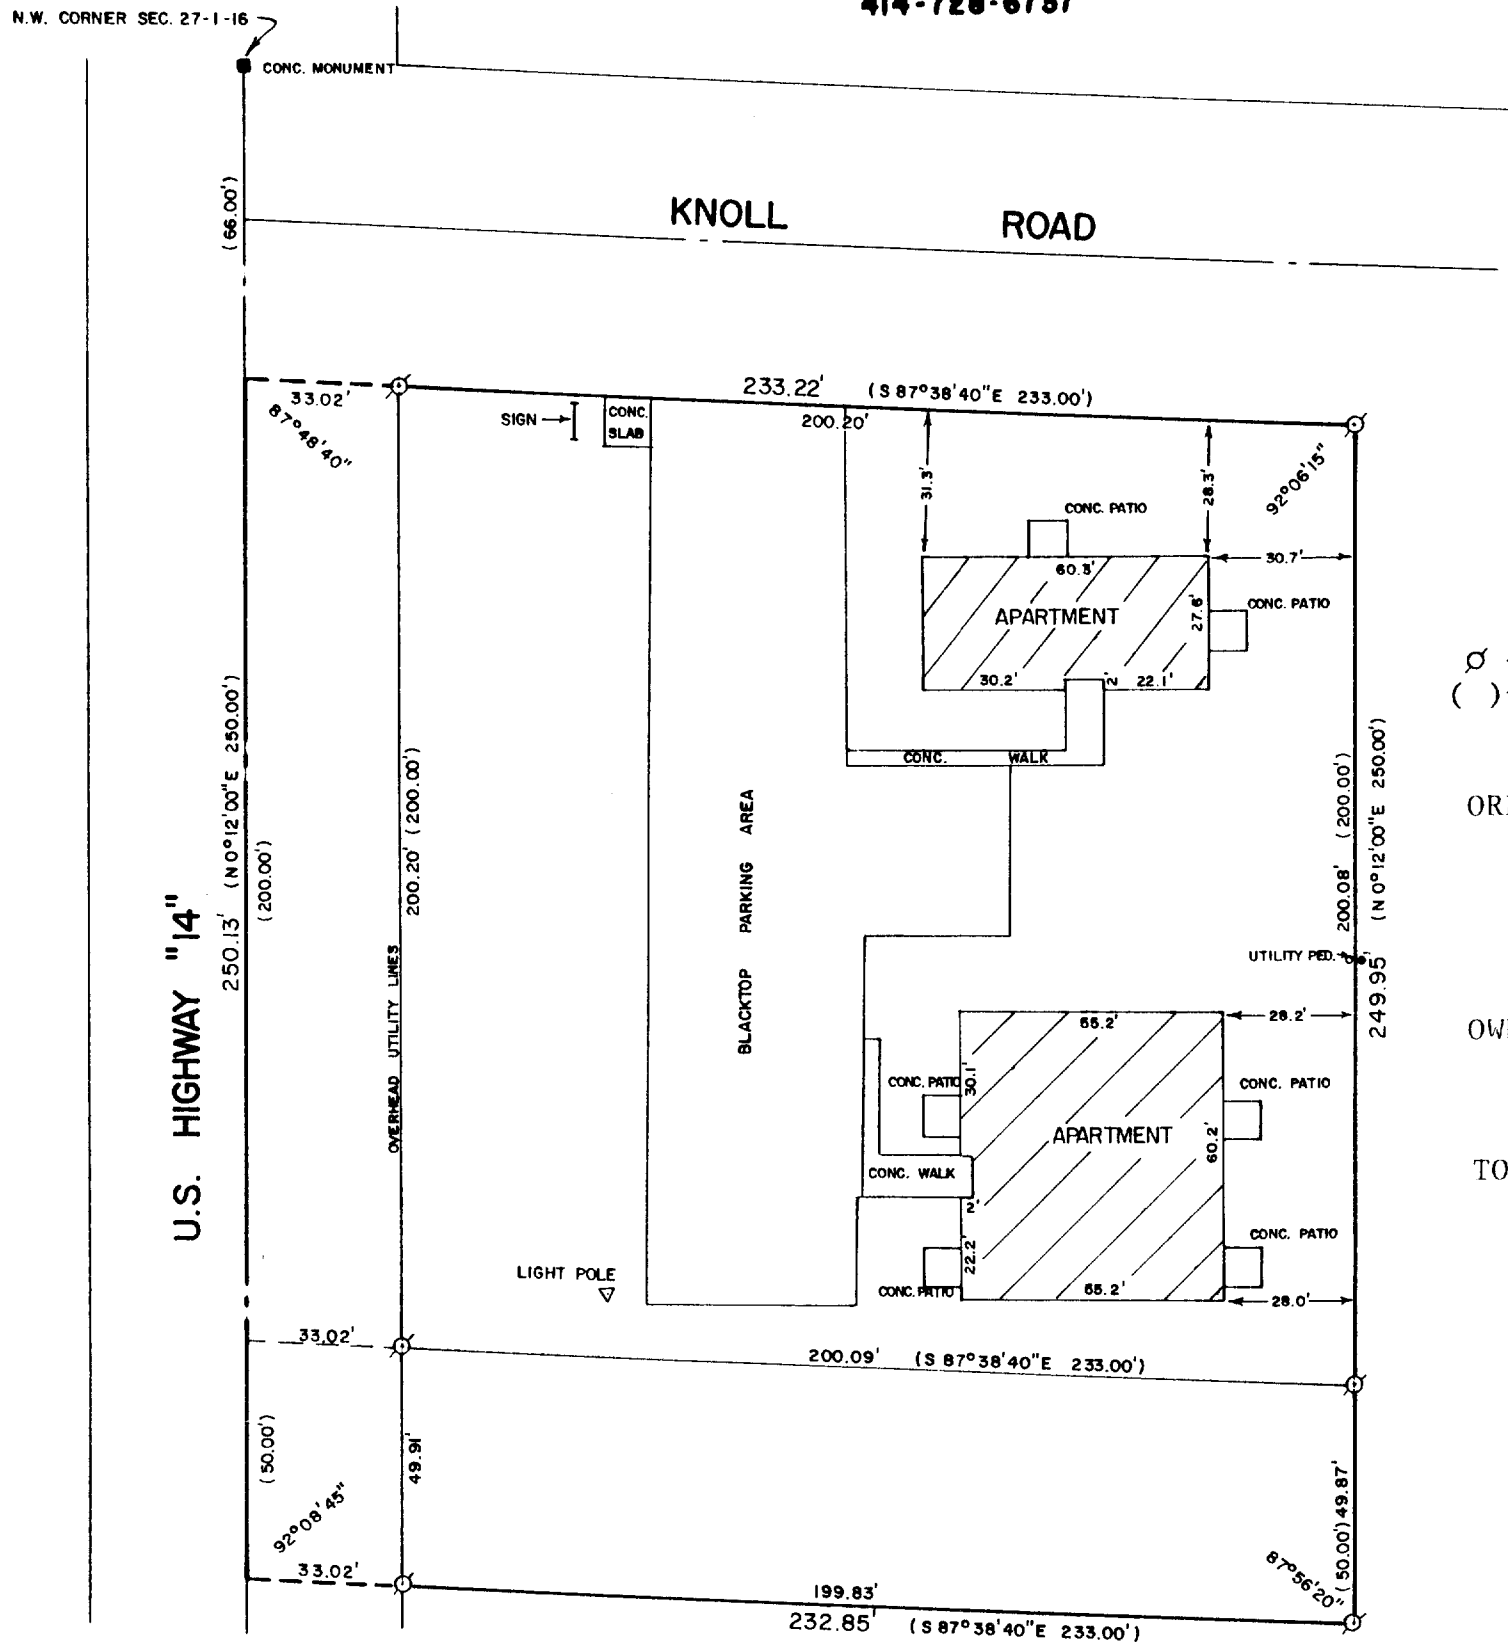 414-728-6757
N.W. CORNER SEC. 27-1-16
CONC. MONUMENT
(66.00')
KNOLL ROAD
233.22' (S 87°38'40"E 233.00')
33.02'
87°48'40"
SIGN
CONC.
SLAB
200.20'
31.3'
28.3'
92°06'15"
CONC. PATIO
30.7'
60.3'
CONC. PATIO
27.6'
APARTMENT
30.2'
2'
22.1'
CONC. WALK
250.13' (N 0°12'00"E 250.00')
(200.00')
200.20' (200.00')
U.S. HIGHWAY "14"
OVERHEAD UTILITY LINES
BLACKTOP PARKING AREA
200.08' (200.00')
249.95' (N 0°12'00"E 250.00')
( )
OR
UTILITY PED.
55.2'
28.2'
OW
CONC. PATIO
30.1'
CONC. PATIO
APARTMENT
60.2'
CONC. WALK
TO
2'
22.2'
CONC. PATIO
CONC. PATIO
LIGHT POLE
55.2'
28.0'
33.02'
200.09' (S 87°38'40"E 233.00')
(50.00')
49.91'
(50.00') 49.87'
92°08'45"
87°56'20"
33.02'
199.83'
232.85' (S 87°38'40"E 233.00')